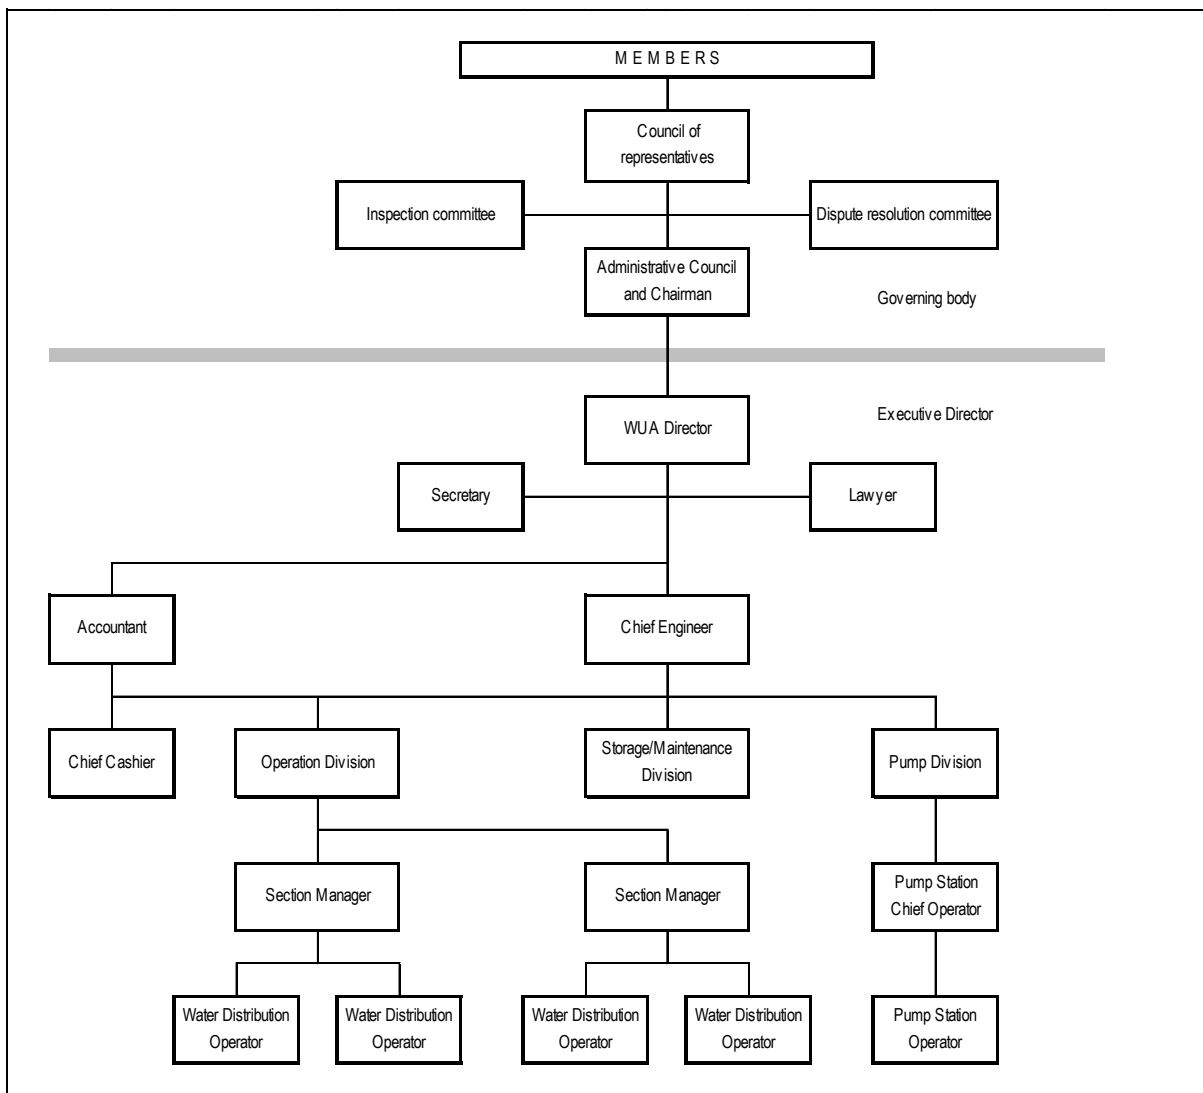 MEMBERS
Council of
representatives
Inspection committee
Dispute resolution committee
Administrative Council
and Chairman
Governing body
Executive Director
WUA Director
Secretary
Lawyer
Accountant
Chief Engineer
Chief Cashier
Operation Division
Storage/Maintenance
Division
Pump Division
Section Manager
Section Manager
Pump Station
Chief Operator
Water Distribution
Operator
Water Distribution
Operator
Water Distribution
Operator
Water Distribution
Operator
Pump Station
Operator